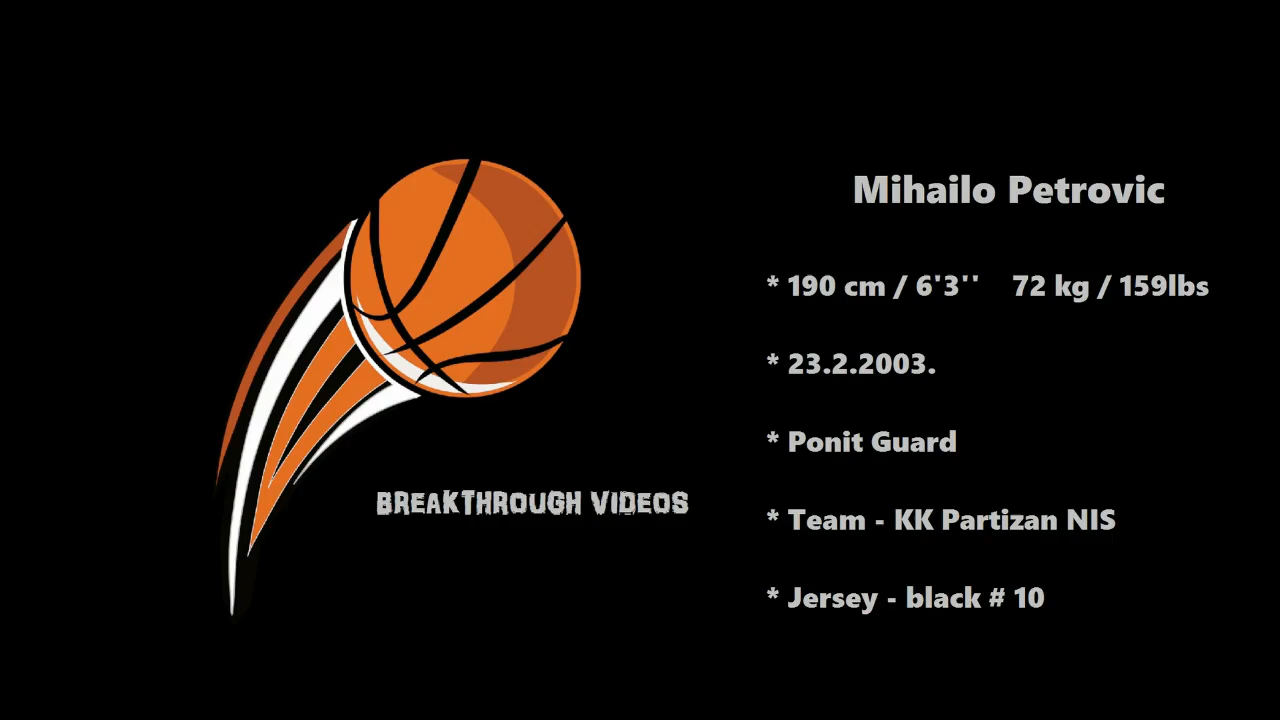 Mihailo Petrovic
* 190 cm / 6'3'' 72 kg / 159lbs
* 23.2.2003.
* Ponit Guard
* Team - KK Partizan NIS
* Jersey - black # 10
BREAKTHROUGH VIDEOS